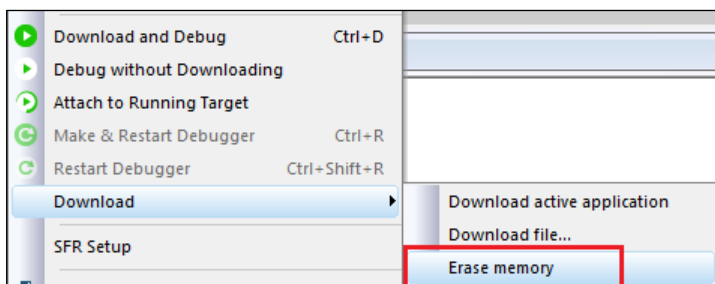 Download and Debug Ctrl+D
Debug without Downloading
Attach to Running Target
Make & Restart Debugger Ctrl+R
Restart Debugger Ctrl+Shift+R
Download
SFR Setup
Download active application
Download file...
Erase memory